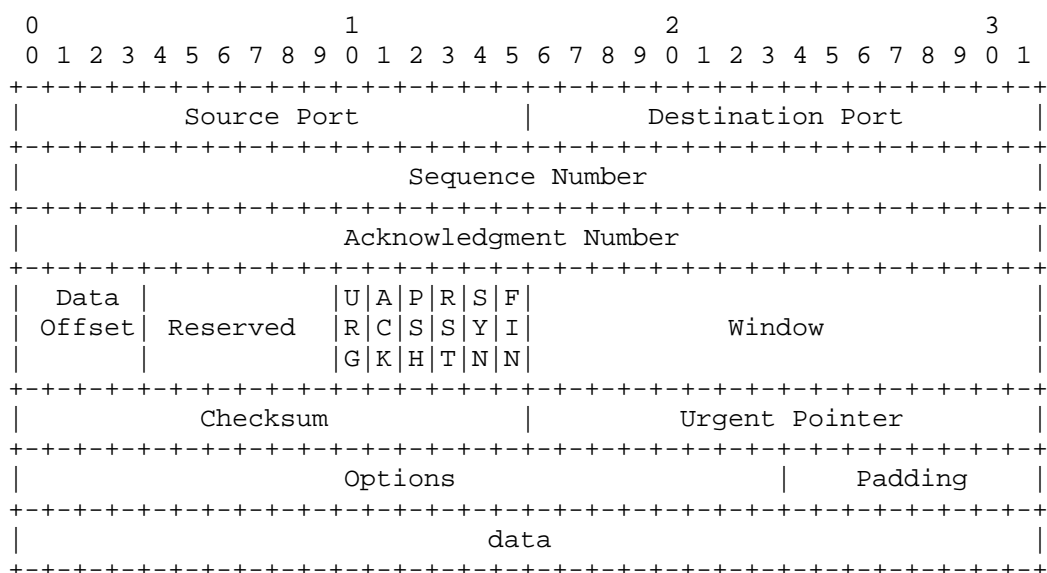 0                   1                   2                   3
 0 1 2 3 4 5 6 7 8 9 0 1 2 3 4 5 6 7 8 9 0 1 2 3 4 5 6 7 8 9 0 1
+-+-+-+-+-+-+-+-+-+-+-+-+-+-+-+-+-+-+-+-+-+-+-+-+-+-+-+-+-+-+-+-+
|          Source Port          |       Destination Port        |
+-+-+-+-+-+-+-+-+-+-+-+-+-+-+-+-+-+-+-+-+-+-+-+-+-+-+-+-+-+-+-+-+
|                        Sequence Number                        |
+-+-+-+-+-+-+-+-+-+-+-+-+-+-+-+-+-+-+-+-+-+-+-+-+-+-+-+-+-+-+-+-+
|                    Acknowledgment Number                      |
+-+-+-+-+-+-+-+-+-+-+-+-+-+-+-+-+-+-+-+-+-+-+-+-+-+-+-+-+-+-+-+-+
|  Data |           |U|A|P|R|S|F|                               |
| Offset| Reserved  |R|C|S|S|Y|I|            Window             |
|       |           |G|K|H|T|N|N|                               |
+-+-+-+-+-+-+-+-+-+-+-+-+-+-+-+-+-+-+-+-+-+-+-+-+-+-+-+-+-+-+-+-+
|           Checksum            |         Urgent Pointer        |
+-+-+-+-+-+-+-+-+-+-+-+-+-+-+-+-+-+-+-+-+-+-+-+-+-+-+-+-+-+-+-+-+
|                    Options                    |    Padding    |
+-+-+-+-+-+-+-+-+-+-+-+-+-+-+-+-+-+-+-+-+-+-+-+-+-+-+-+-+-+-+-+-+
|                             data                              |
+-+-+-+-+-+-+-+-+-+-+-+-+-+-+-+-+-+-+-+-+-+-+-+-+-+-+-+-+-+-+-+-+